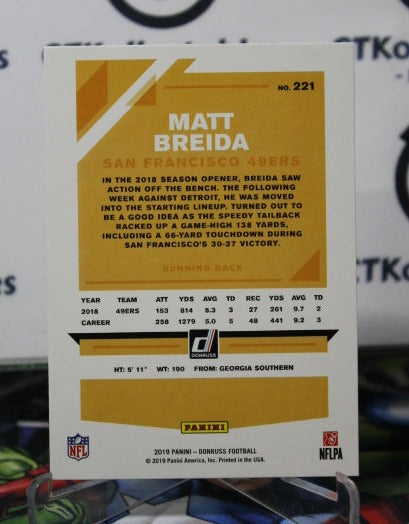 CTKo
NO. 221
MATT
BREIDA
SAN FRANCISCO 49ERS
IN THE 2018 SEASON OPENER, BREIDA SAW
ACTION OFF THE BENCH. THE FOLLOWING
WEEK AGAINST DETROIT, HE WAS MOVED
INTO THE STARTING LINEUP. TURNED OUT TO
BE A GOOD IDEA AS THE SPEEDY TAILBACK
RACKED UP A GAME-HIGH 138 YARDS,
INCLUDING A 66-YARD TOUCHDOWN DURING
SAN FRANCISCO'S 30-27 VICTORY.
RUNNING BACK
YEAR TEAM ATT YDS AVG TD REC YDS AVG TD
2018 49ERS 153 814 5.3 3 27 261 9.7 2
CAREER 258 1279 5.0 5 48 441 9.2 3
DONRUSS
HT: 5' 11" WT: 190 FROM: GEORGIA SOUTHERN
PANINI
NFL
NFLPA
2019 PANINI – DONRUSS FOOTBALL
© 2019 Panini America, Inc. Printed in the USA.